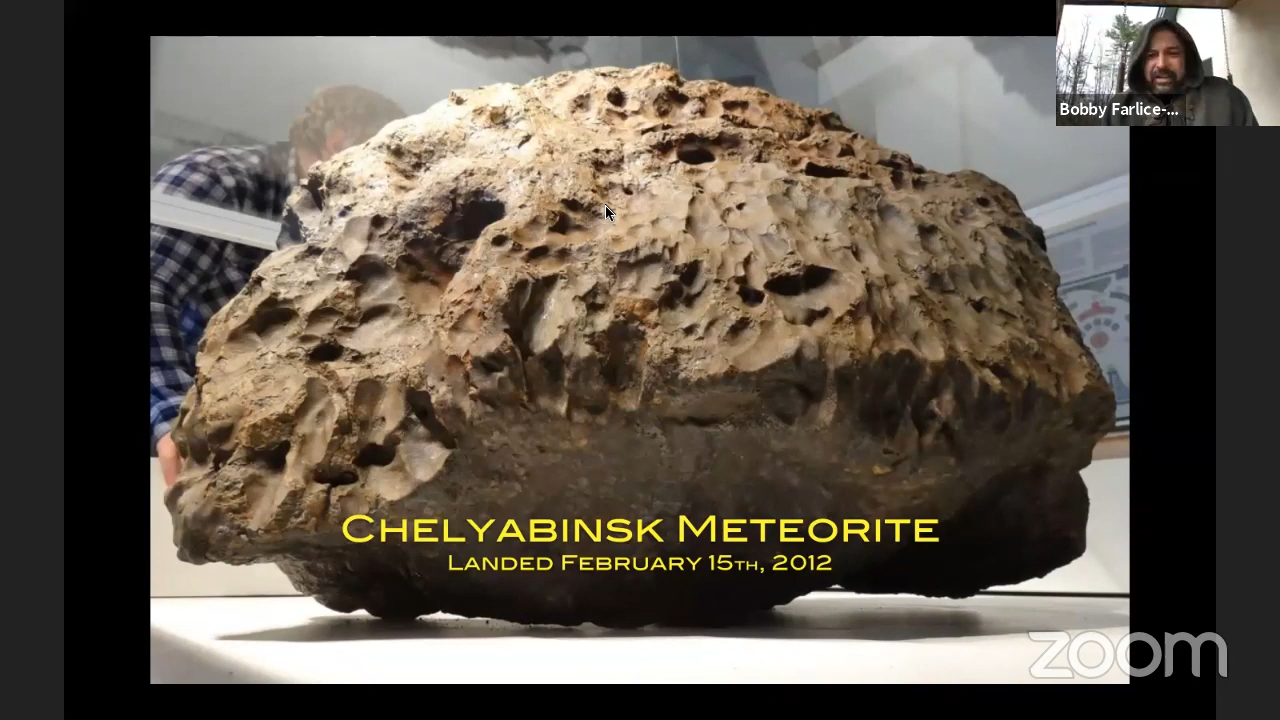 Bobby Farlice-...
CHELYABINSK METEORITE
LANDED FEBRUARY 15TH, 2012
zoom